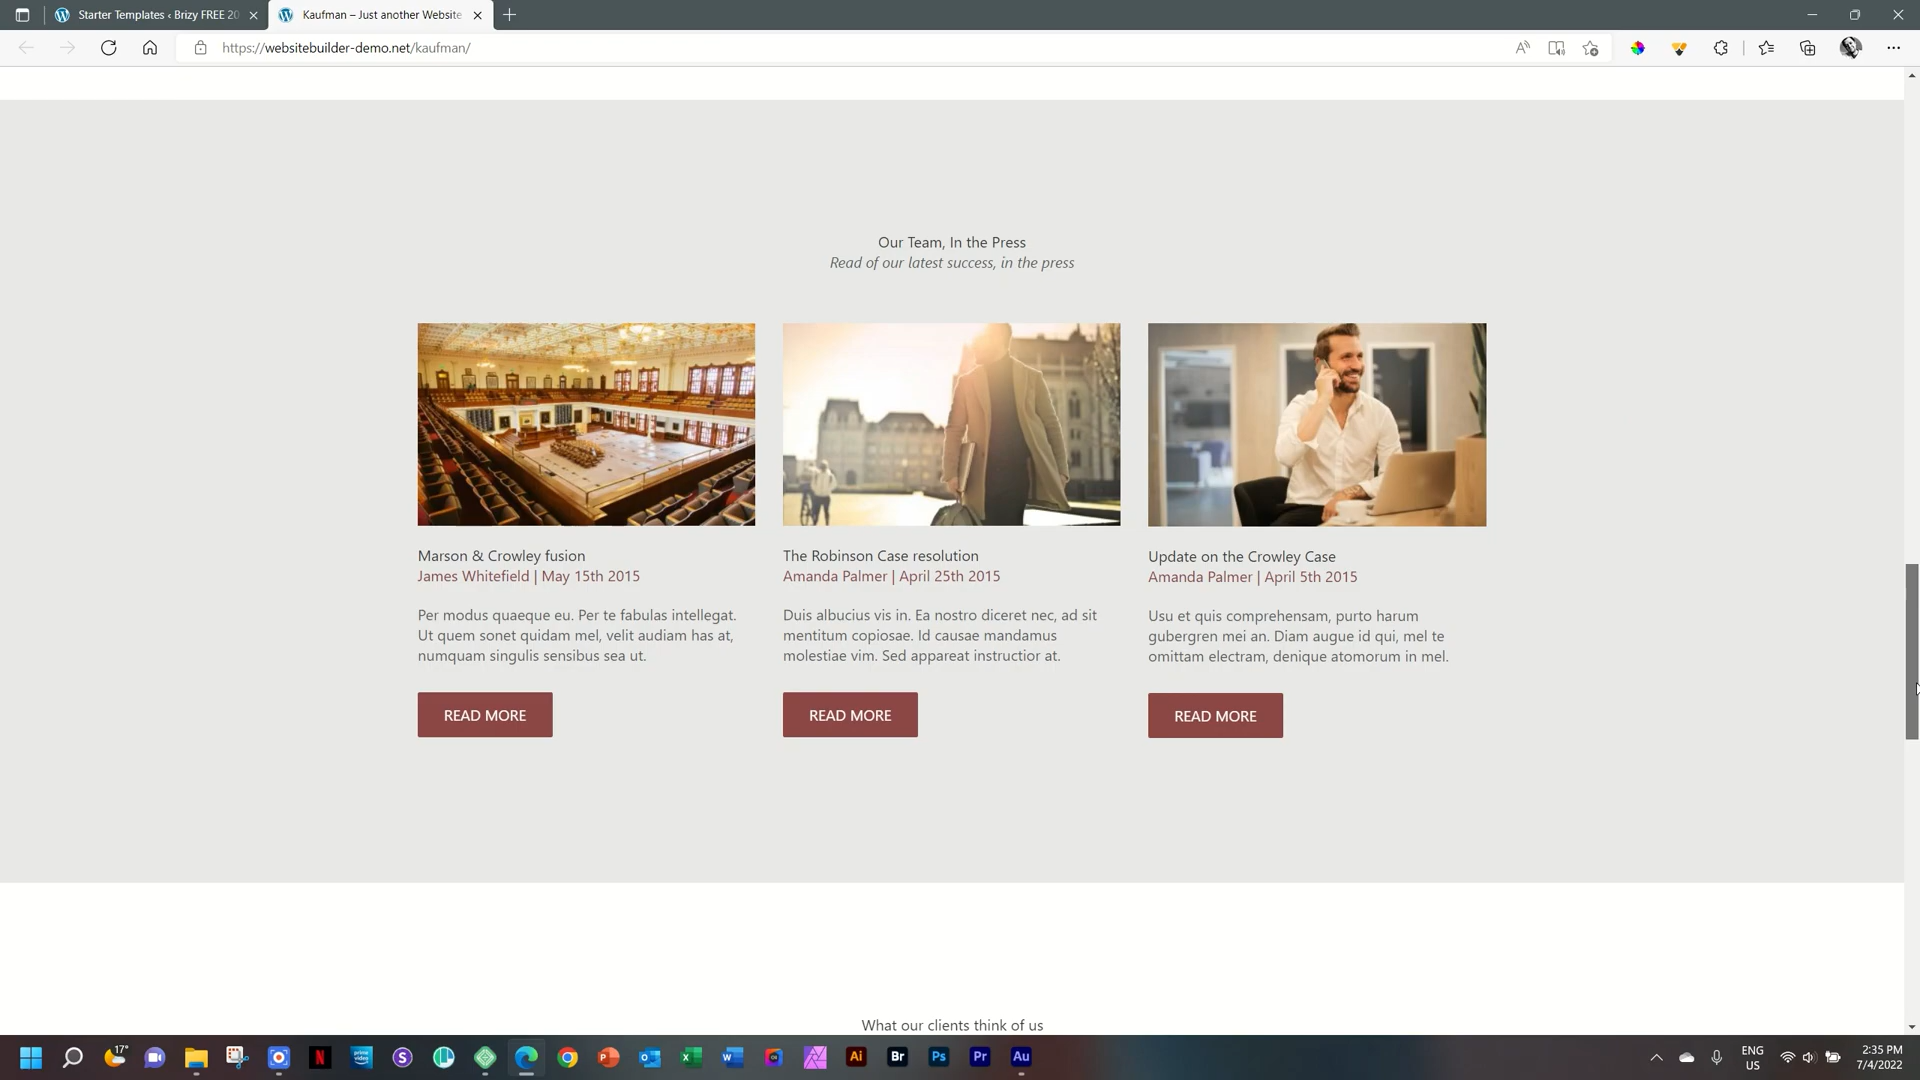 Starter Templates ‹ Brizy FREE 20
Kaufman – Just another Website
https://websitebuilder-demo.net/kaufman/
Our Team, In the Press
Read of our latest success, in the press
Marson & Crowley fusion
James Whitefield | May 15th 2015
Per modus quaeque eu. Per te fabulas intellegat.
Ut quem sonet quidam mel, velit audiam has at,
numquam singulis sensibus sea ut.
READ MORE
The Robinson Case resolution
Amanda Palmer | April 25th 2015
Duis albucius vis in. Ea nostro diceret nec, ad sit
mentitum copiosae. Id causae mandamus
molestiae vim. Sed appareat instructior at.
READ MORE
Update on the Crowley Case
Amanda Palmer | April 5th 2015
Usu et quis comprehensam, purto harum
gubergren mei an. Diam augue id qui, mel te
omittam electram, denique atomorum in mel.
READ MORE
What our clients think of us
17°
N
prime video
S
P
W
Ai
Br
Ps
Pr
Au
ENG
US
2:35 PM
7/4/2022